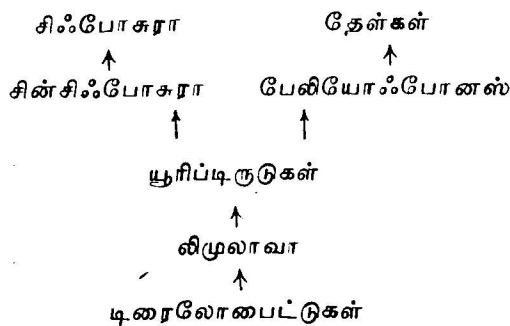 சிஃபோசுரா தேள்கள்
சின்சிஃபோசுரா பேலியோஃபோனஸ்
யூரிப்டிருடுகள்
லிமுலாவா
டிரைலோபைட்டுகள்